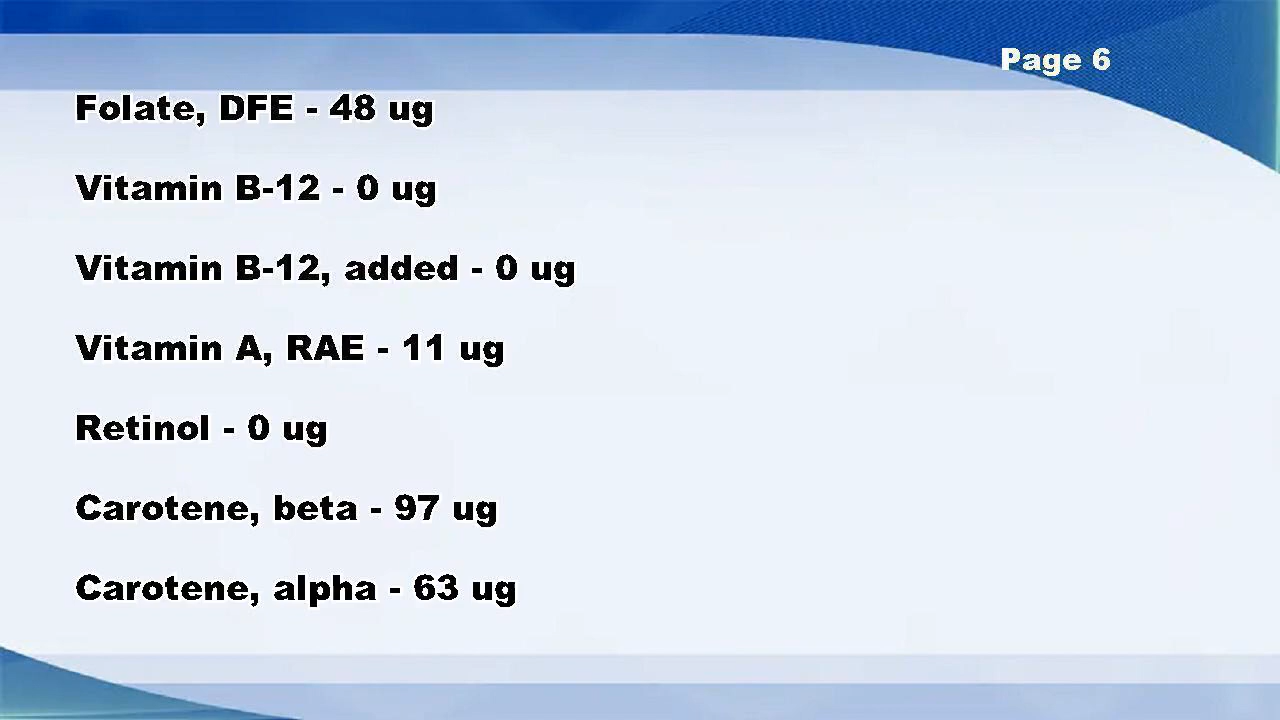 Page 6
Folate, DFE - 48 ug
Vitamin B-12 - 0 ug
Vitamin B-12, added - 0 ug
Vitamin A, RAE - 11 ug
Retinol - 0 ug
Carotene, beta - 97 ug
Carotene, alpha - 63 ug